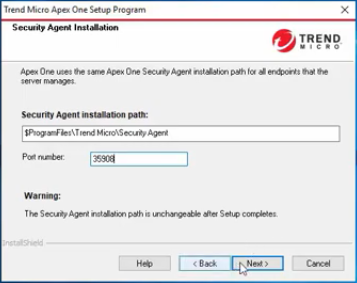 Trend Micro Apex One Setup Program
Security Agent Installation
TREND
MICRO
Apex One uses the same Apex One Security Agent installation path for all endpoints that the
server manages.
Security Agent installation path:
$ProgramFiles\Trend Micro\Security Agent
Port number:
35908
Warning:
The Security Agent installation path is unchangeable after Setup completes.
InstallShield
Help
< Back
Next >
Cancel